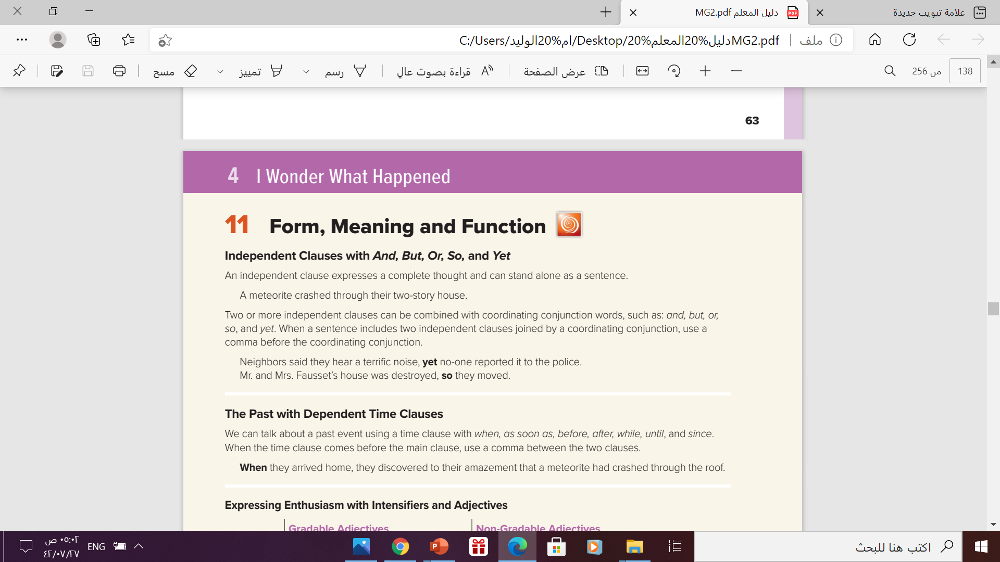 علامة تبويب جديدة
دليل المعلم MG2.pdf
ملف
C:/Users/ام%20الوليد/Desktop/دليل%20المعلم%20MG2.pdf
138
من 256
عرض الصفحة
قراءة بصوت عالٍ
رسم
تمييز
مسح
63
4 I Wonder What Happened
11 Form, Meaning and Function
Independent Clauses with And, But, Or, So, and Yet
An independent clause expresses a complete thought and can stand alone as a sentence.
A meteorite crashed through their two-story house.
Two or more independent clauses can be combined with coordinating conjunction words, such as: and, but, or,
so, and yet. When a sentence includes two independent clauses joined by a coordinating conjunction, use a
comma before the coordinating conjunction.
Neighbors said they hear a terrific noise, yet no-one reported it to the police.
Mr. and Mrs. Fausset’s house was destroyed, so they moved.
The Past with Dependent Time Clauses
We can talk about a past event using a time clause with when, as soon as, before, after, while, until, and since.
When the time clause comes before the main clause, use a comma between the two clauses.
When they arrived home, they discovered to their amazement that a meteorite had crashed through the roof.
Expressing Enthusiasm with Intensifiers and Adjectives
Gradable Adjectives Non-Gradable Adjectives
اكتب هنا للبحث
ENG
٠٥:٠٢ ص
٤٢/٠٧/٢٧